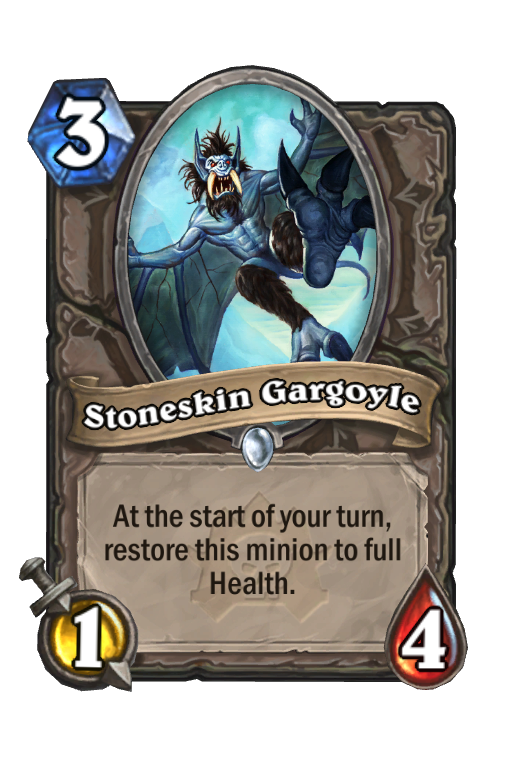 3
Stoneskin Gargoyle
At the start of your turn,
restore this minion to full
Health.
1
4